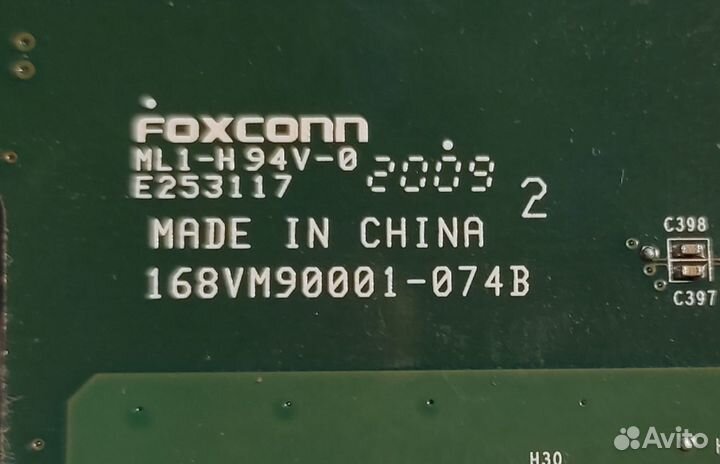 FOXCONN
ML1-H 94V-0 2009
E253117
2
MADE IN CHINA
168VM90001-074B
C398
C397
H30
Avito